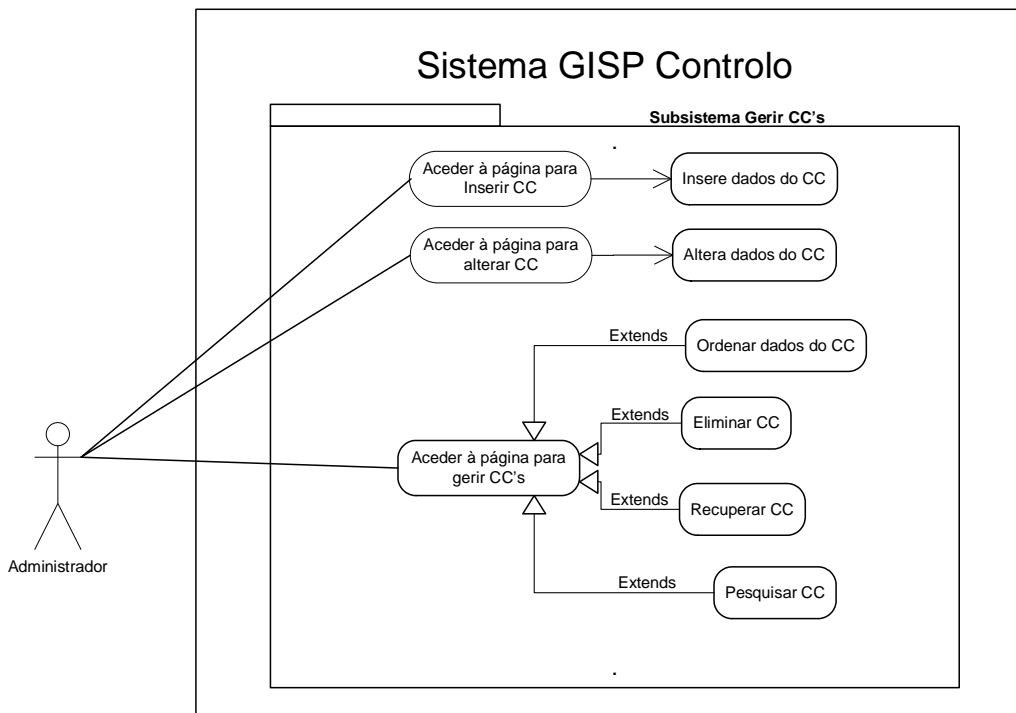 Sistema GISP Controlo
Subsistema Gerir CC's
.
Aceder à página para
Inserir CC
Insere dados do CC
Aceder à página para
alterar CC
Altera dados do CC
Extends
Ordenar dados do CC
Extends
Eliminar CC
Aceder à página para
gerir CC's
Extends
Recuperar CC
Administrador
Extends
Pesquisar CC
.